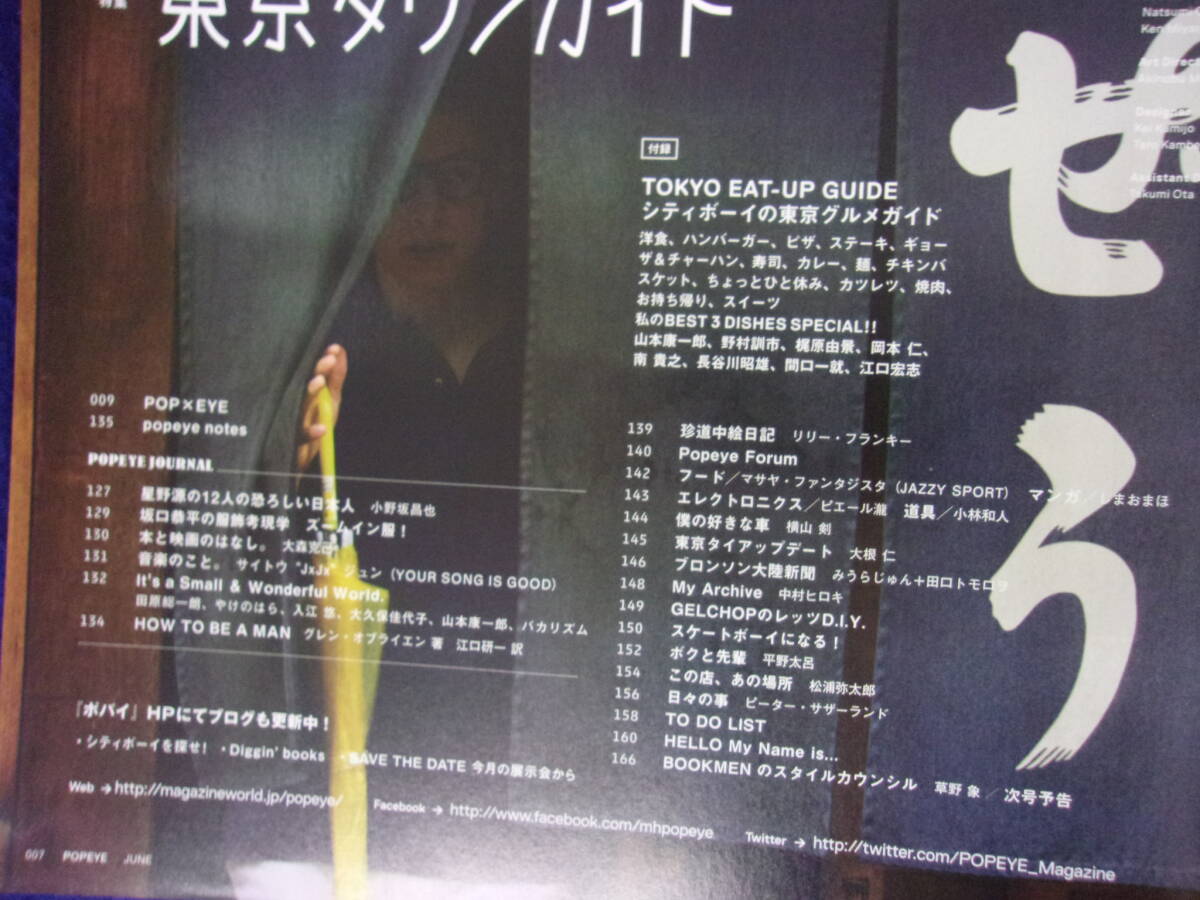 特集
東京タウンガイド
ぜ
う
Natsumi
Ken
Art Direc
Designer
Kei Kamijo
Taro Kambe
Assistant D
Takumi Ota
付録
TOKYO EAT-UP GUIDE
シティボーイの東京グルメガイド
洋食、ハンバーガー、ピザ、ステーキ、ギョー
ザ&チャーハン、寿司、カレー、麺、チキンバ
スケット、ちょっとひと休み、カツレツ、焼肉、
お持ち帰り、スイーツ
私のBEST 3 DISHES SPECIAL!!
山本康一郎、野村訓市、梶原由景、岡本 仁、
南 貴之、長谷川昭雄、間口一就、江口宏志
009 POP×EYE
135 popeye notes
POPEYE JOURNAL
127 星野源の12人の恐ろしい日本人 小野坂昌也
129 坂口恭平の服飾考現学 ズームイン服!
130 本と映画のはなし。 大森克己
131 音楽のこと。 サイトウ "JxJx" ジュン (YOUR SONG IS GOOD)
132 It's a Small & Wonderful World.
田原総一朗、やけのはら、入江 悠、大久保佳代子、山本康一郎、バカリズム
134 HOW TO BE A MAN グレン・オブライエン 著 江口研一 訳
139 珍道中絵日記 リリー・フランキー
140 Popeye Forum
142 フード/マサヤ・ファンタジスタ (JAZZY SPORT) マンガ/しまおまほ
143 エレクトロニクス/ピエール瀧 道具/小林和人
144 僕の好きな車 横山 剣
145 東京タイアップデート 大根 仁
146 ブロンソン大陸新聞 みうらじゅん+田口トモロヲ
148 My Archive 中村ヒロキ
149 GELCHOPのレッツD.I.Y.
150 スケートボーイになる!
152 ボクと先輩 平野太呂
154 この店、あの場所 松浦弥太郎
156 日々の事 ピーター・サザーランド
158 TO DO LIST
160 HELLO My Name is...
166 BOOKMEN のスタイルカウンシル 草野 象/次号予告
『ポパイ』HPにてブログも更新中!
・シティボーイを探せ! ・Diggin' books ・SAVE THE DATE 今月の展示会から
Web → http://magazineworld.jp/popeye/ Facebook → http://www.facebook.com/mhpopeye Twitter → http://twitter.com/POPEYE_Magazine
007 POPEYE JUNE